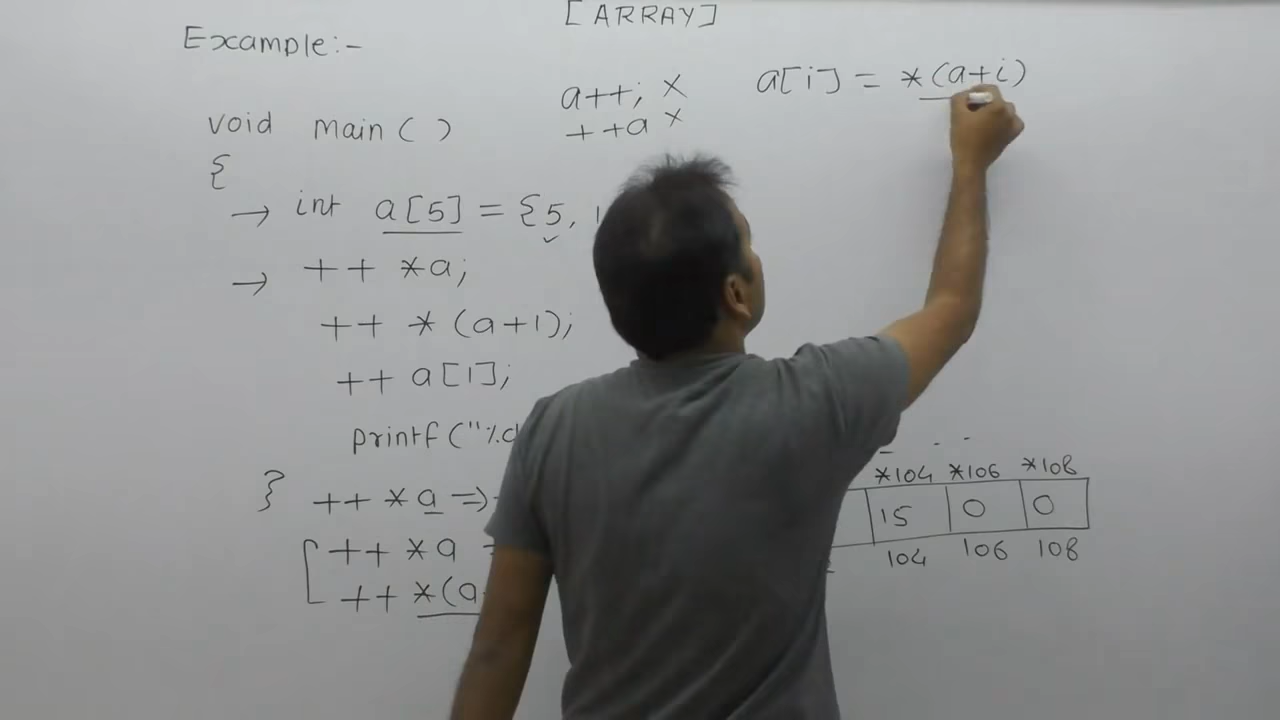 [ARRAY]
Example:-
a++; ×
++a ×
a[i] = *(a+i)
void main()
{
→ int a[5] = {5, 1
→ ++ *a;
++ *(a+1);
++ a[1];
printf("%d
}
++ *a =>
++ *a =
++ *(a
*104 *106 *108
15 0 0
104 106 108